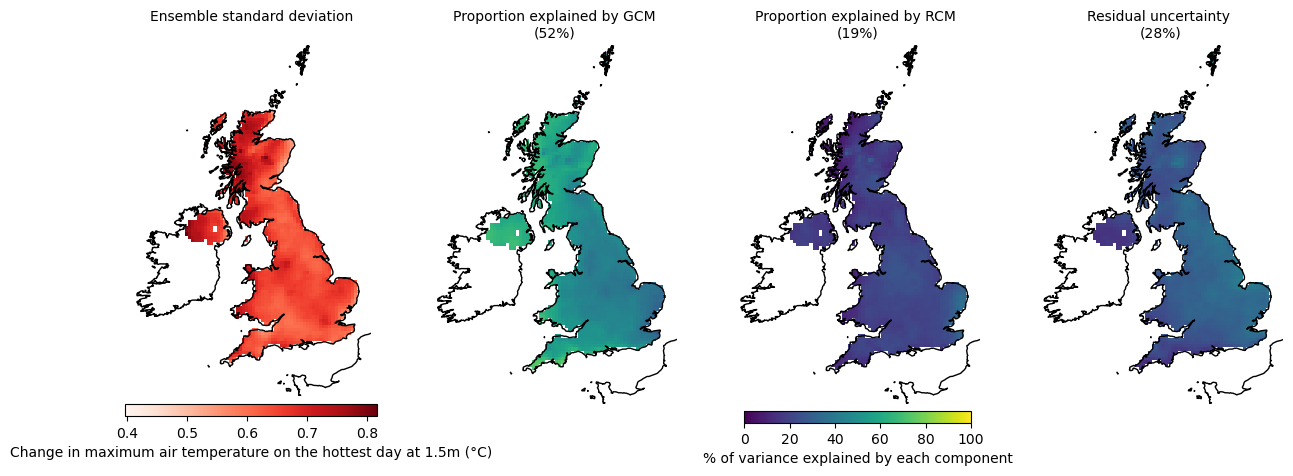 Ensemble standard deviation
Proportion explained by GCM
(52%)
Proportion explained by RCM
(19%)
Residual uncertainty
(28%)
0.4 0.5 0.6 0.7 0.8
Change in maximum air temperature on the hottest day at 1.5m (°C)
0 20 40 60 80 100
% of variance explained by each component